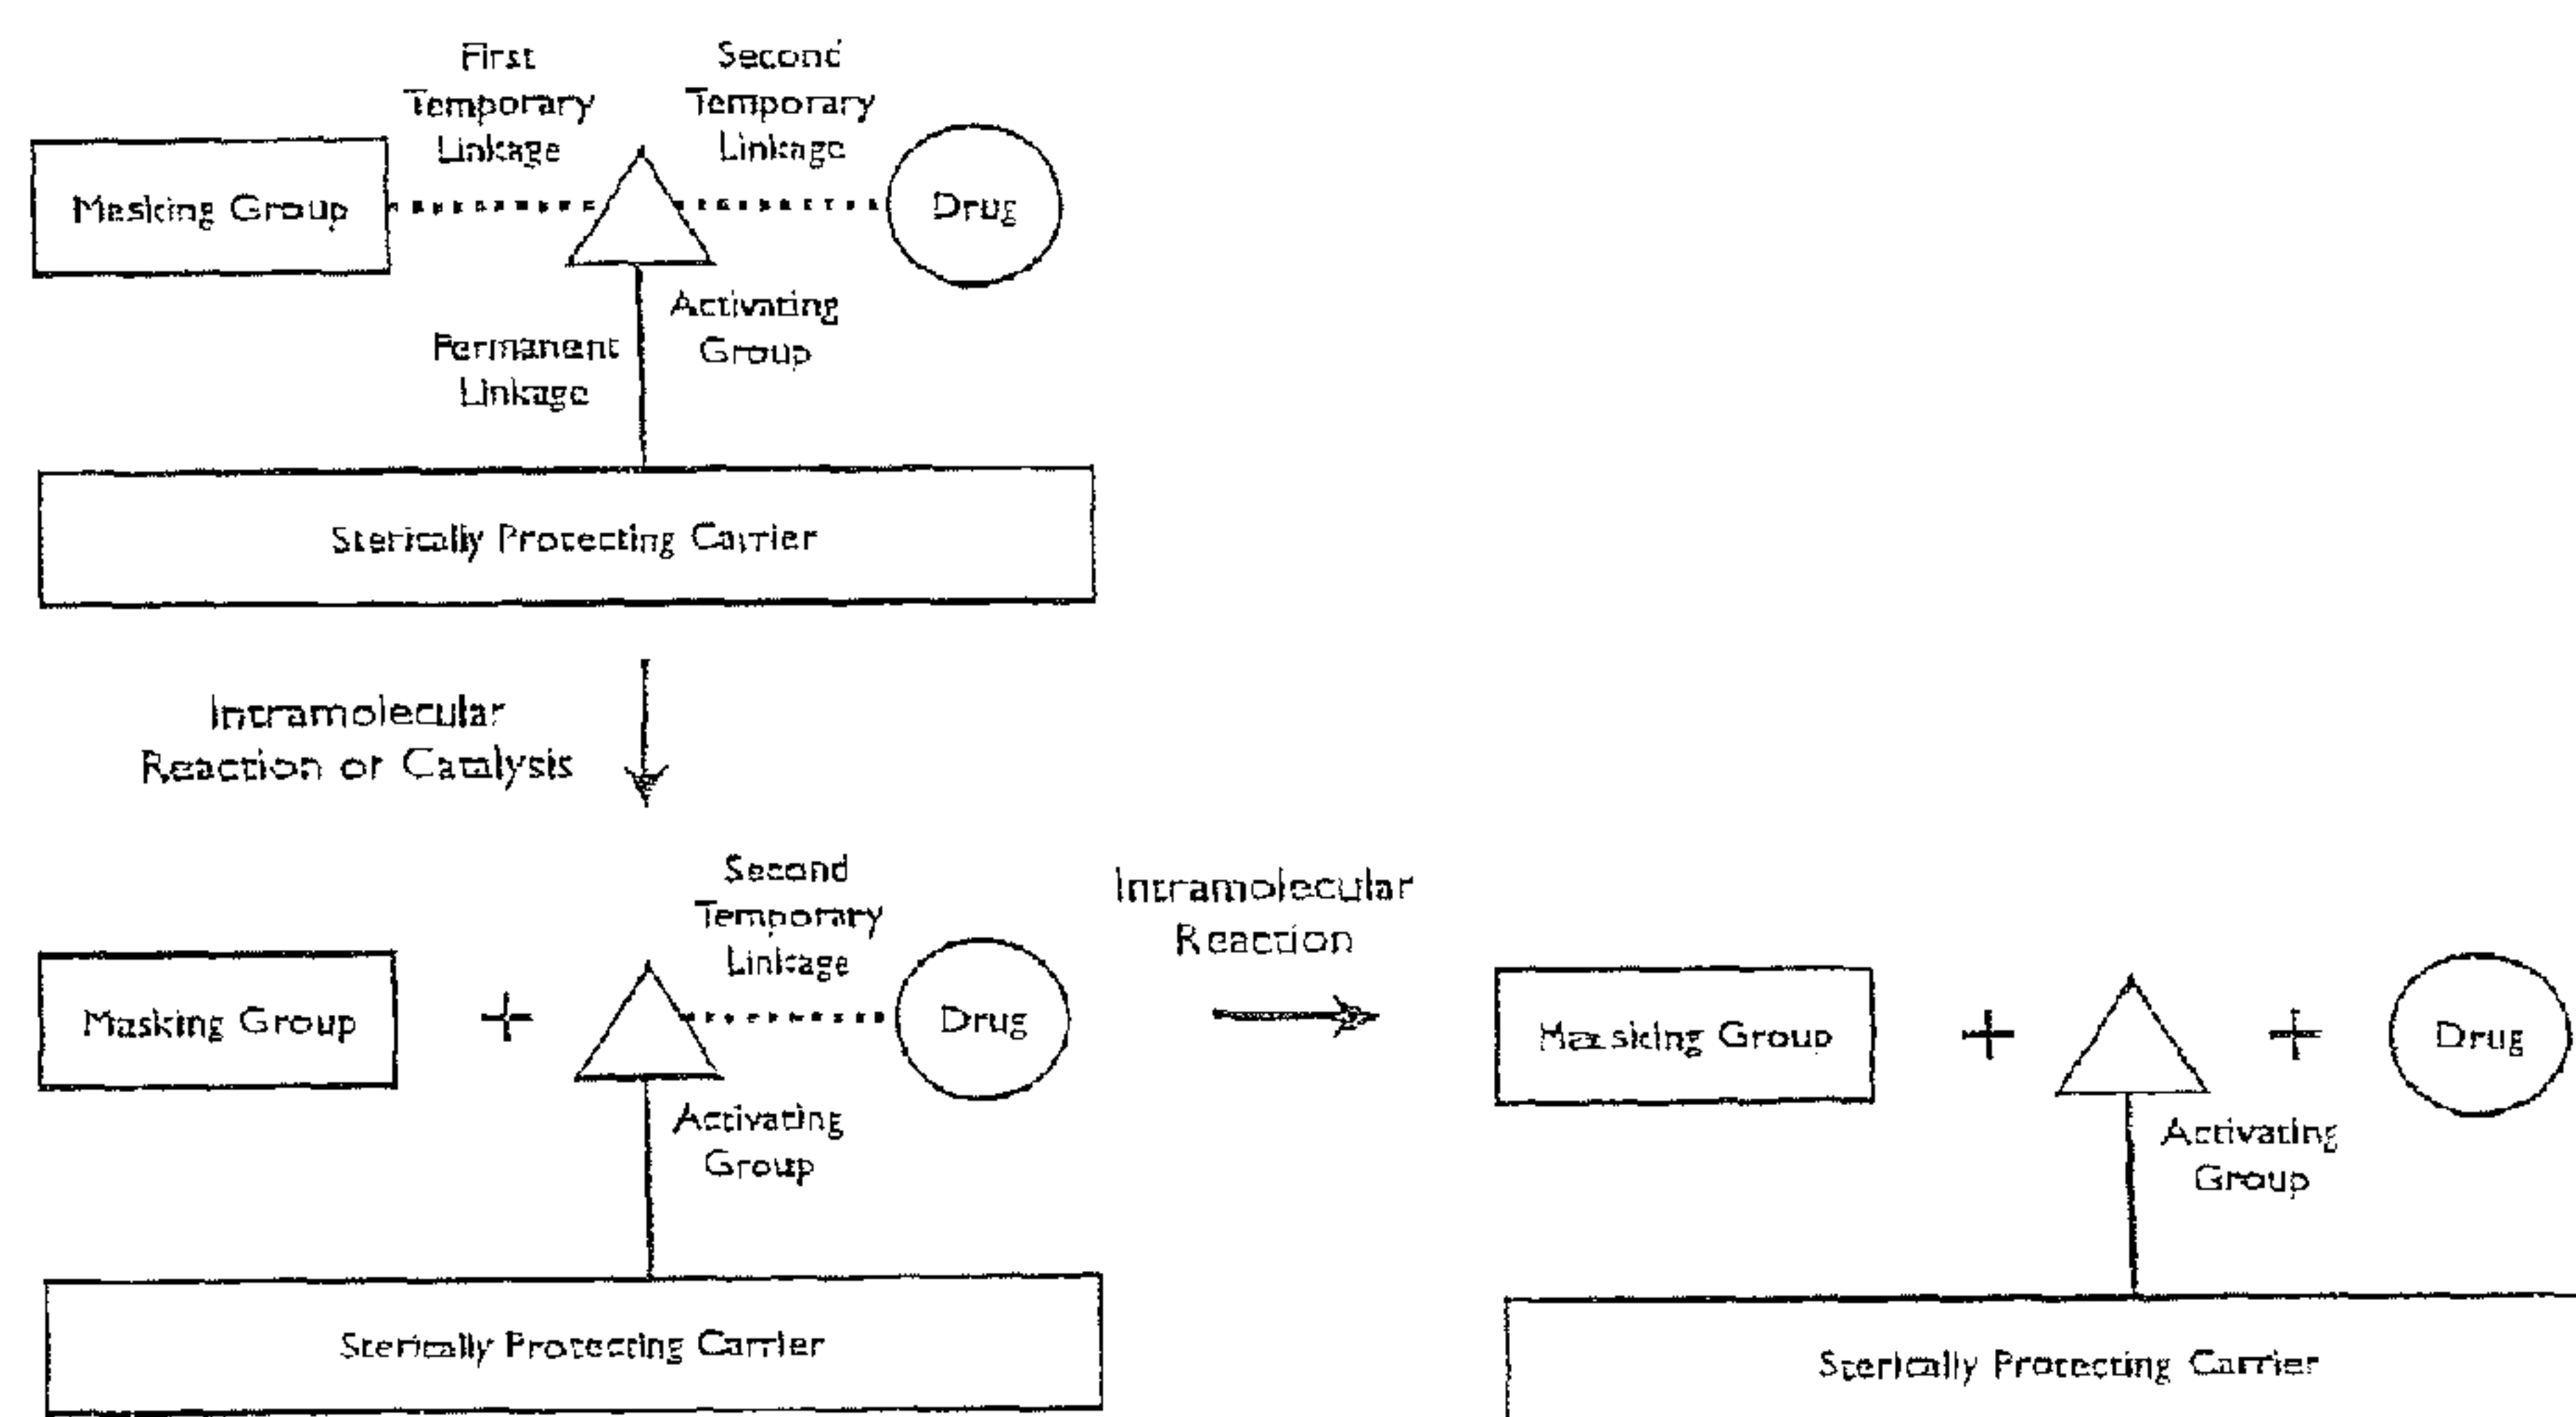 First
Temporary
Linkage
Second
Temporary
Linkage
Masking Group
Drug
Activating
Group
Permanent
Linkage
Sterically Protecting Carrier
Intramolecular
Reaction or Catalysis
Second
Temporary
Linkage
Masking Group
+
Drug
Activating
Group
Sterically Protecting Carrier
Intramolecular
Reaction
Masking Group
+
+
Drug
Activating
Group
Sterically Protecting Carrier